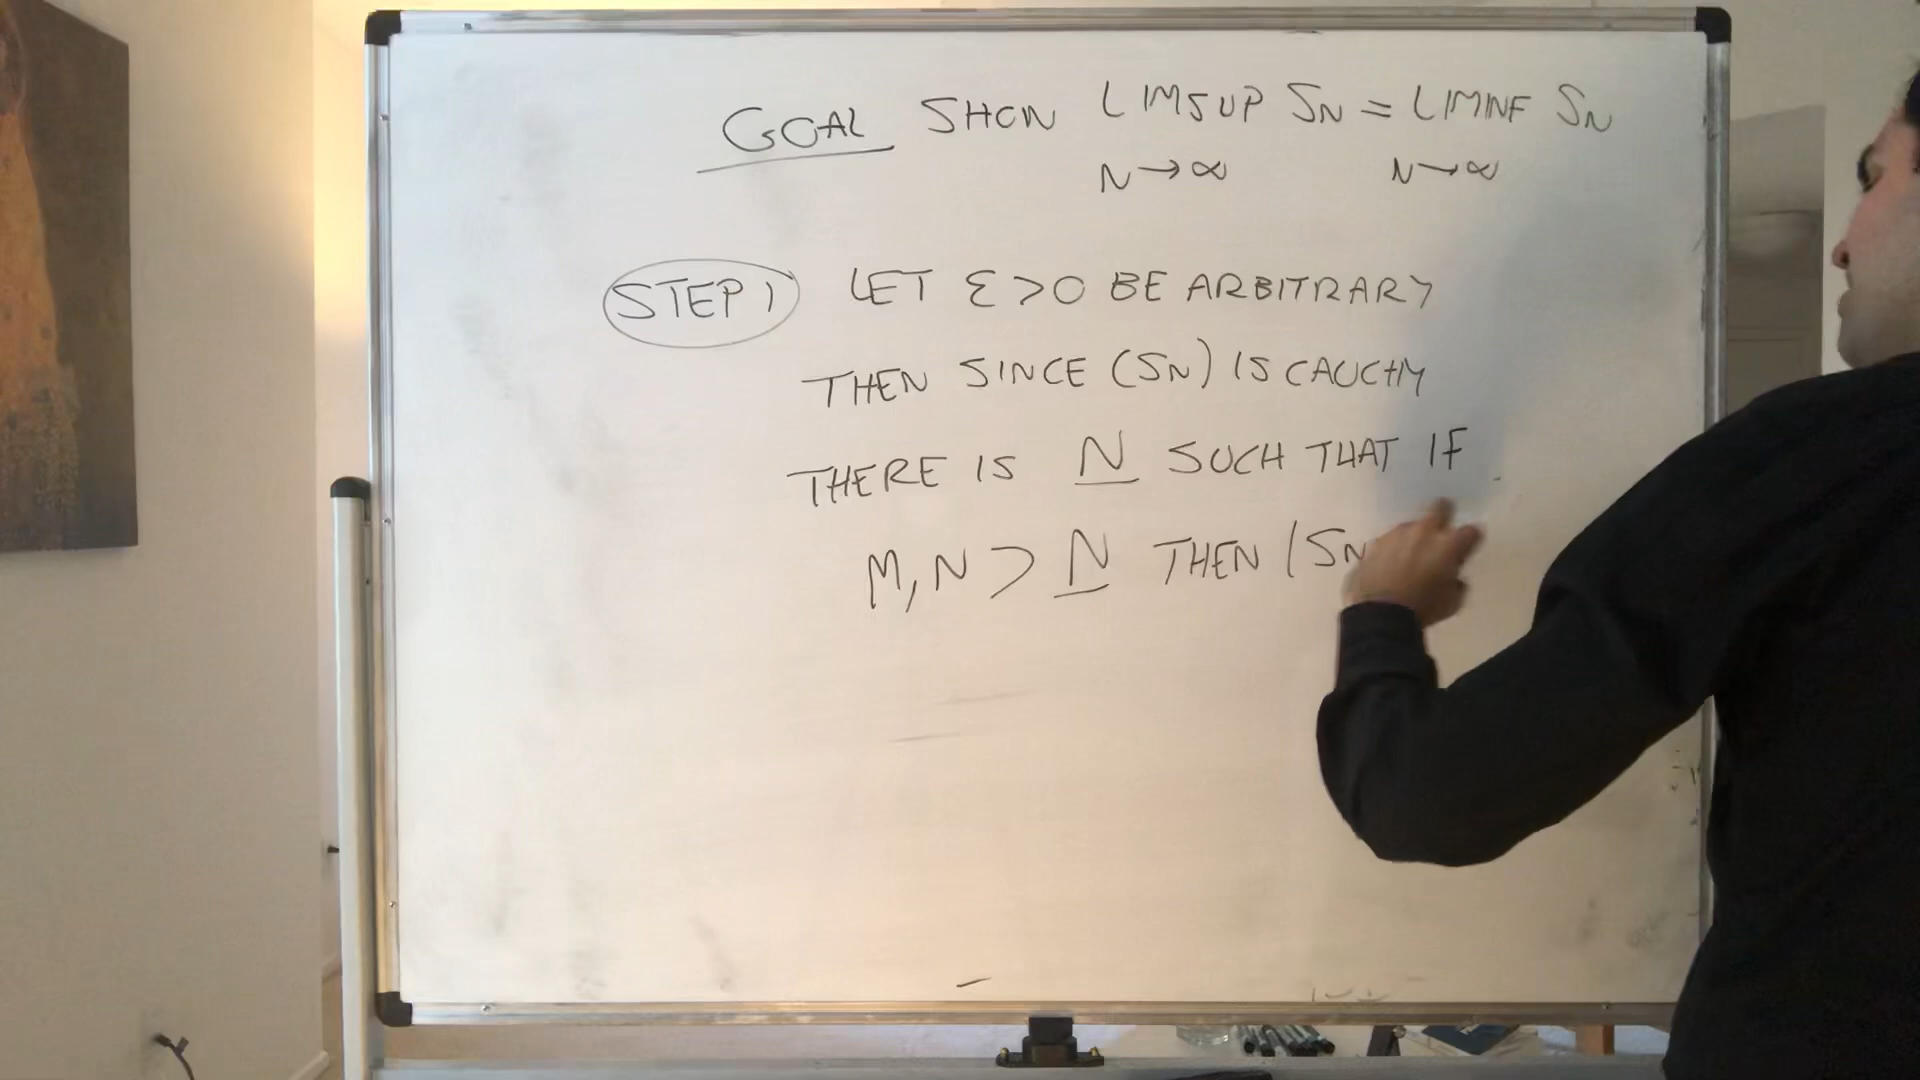 GOAL SHOW LIMSUP SN = LIMINF SN
N→∞ N→∞
STEP 1 LET ε>0 BE ARBITRARY
THEN SINCE (SN) IS CAUCHY
THERE IS N SUCH THAT IF
M, N > N THEN |SN